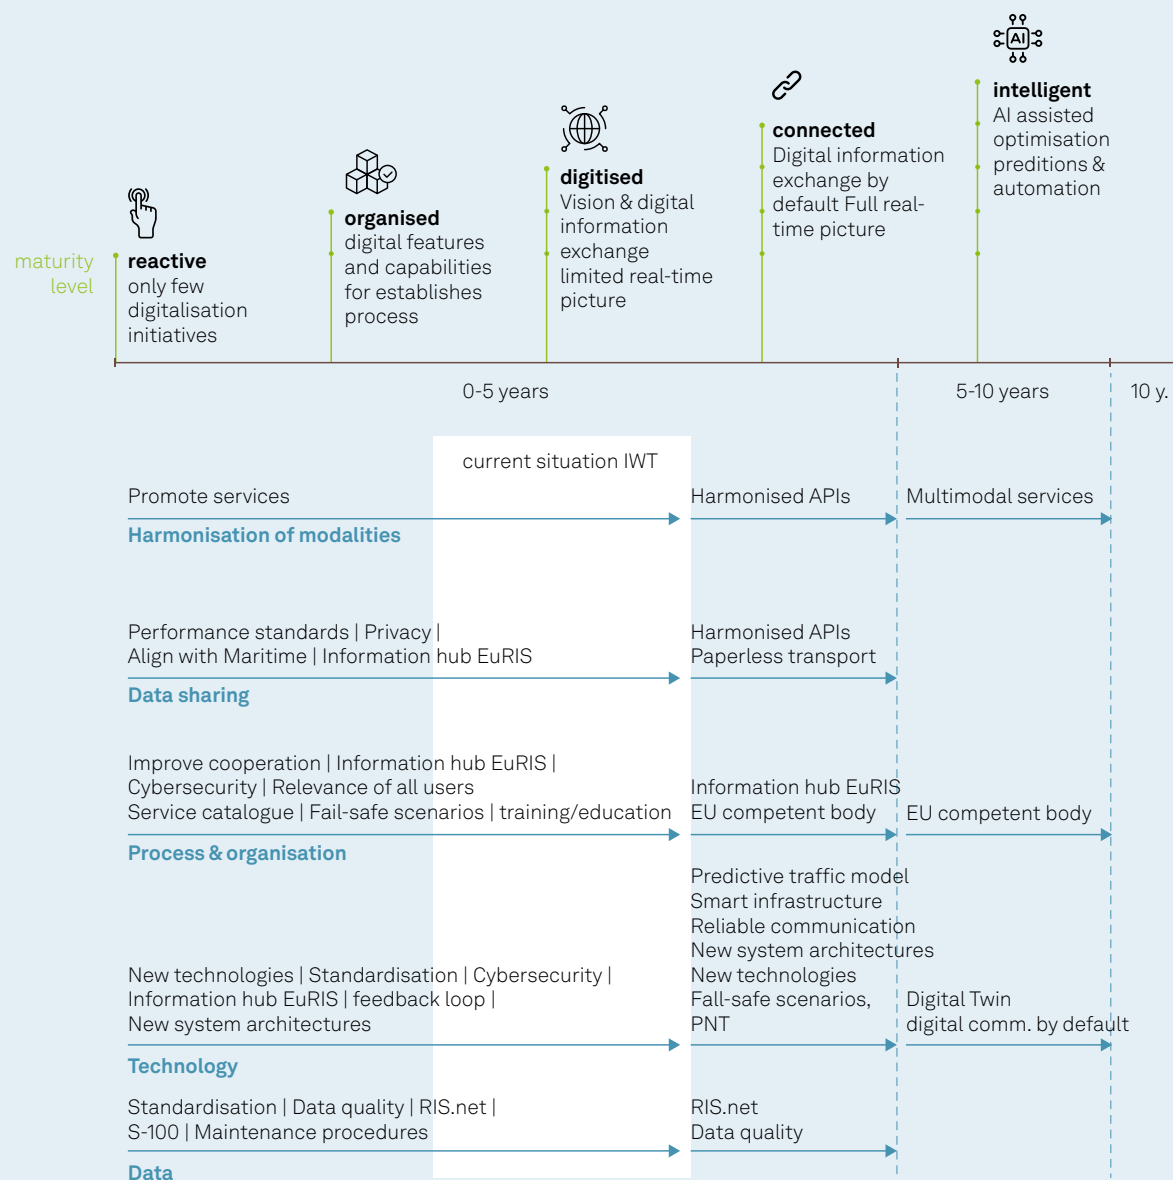 AI
intelligent
AI assisted
optimisation
preditions &
automation
connected
Digital information
exchange by
default Full real-
time picture
digitised
Vision & digital
information
exchange
limited real-time
picture
organised
digital features
and capabilities
for establishes
process
maturity
level
reactive
only few
digitalisation
initiatives
0-5 years
5-10 years
10 y.
current situation IWT
Promote services
Harmonised APIs
Multimodal services
Harmonisation of modalities
Performance standards | Privacy |
Align with Maritime | Information hub EuRIS
Harmonised APIs
Paperless transport
Data sharing
Improve cooperation | Information hub EuRIS |
Cybersecurity | Relevance of all users
Service catalogue | Fail-safe scenarios | training/education
Information hub EuRIS
EU competent body
EU competent body
Process & organisation
Predictive traffic model
Smart infrastructure
Reliable communication
New system architectures
New technologies
Fall-safe scenarios,
PNT
New technologies | Standardisation | Cybersecurity |
Information hub EuRIS | feedback loop |
New system architectures
Digital Twin
digital comm. by default
Technology
Standardisation | Data quality | RIS.net |
S-100 | Maintenance procedures
RIS.net
Data quality
Data